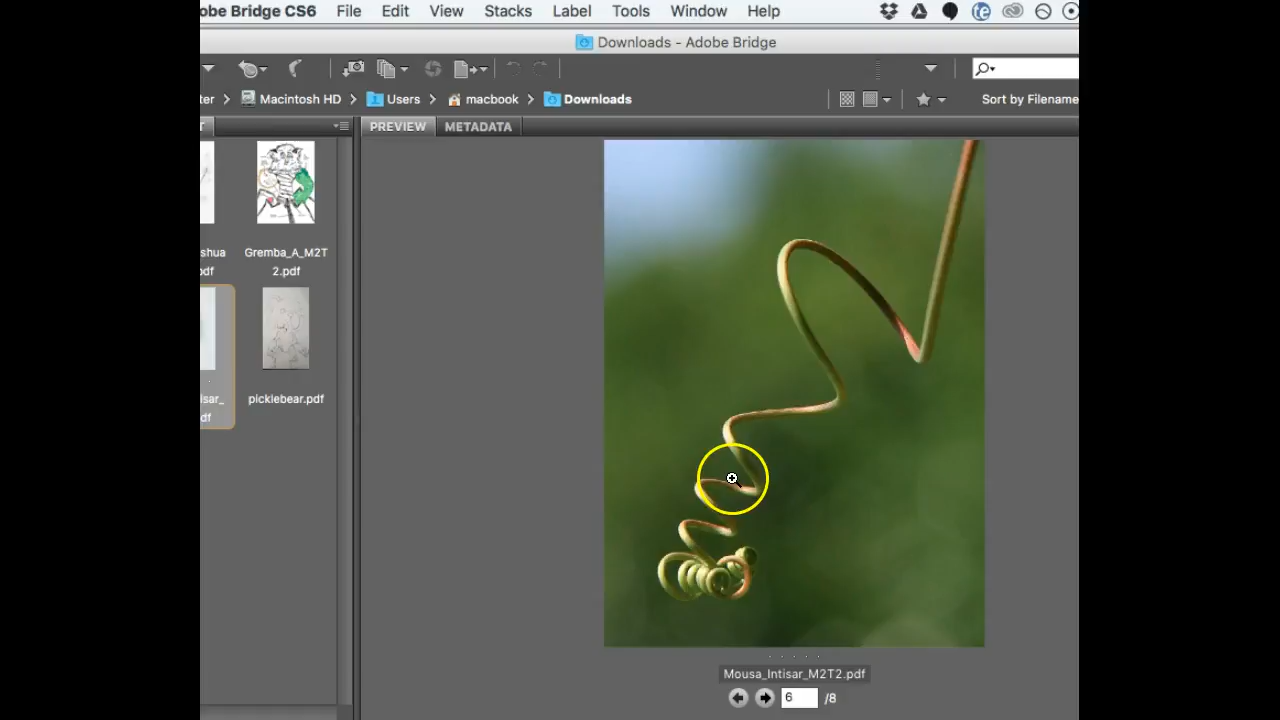 obe Bridge CS6 File Edit View Stacks Label Tools Window Help
Downloads - Adobe Bridge
ter Macintosh HD Users macbook Downloads Sort by Filename
T PREVIEW METADATA
shua
pdf
Gremba_A_M2T
2.pdf
isar_
df
picklebear.pdf
Mousa_Intisar_M2T2.pdf
6 /8